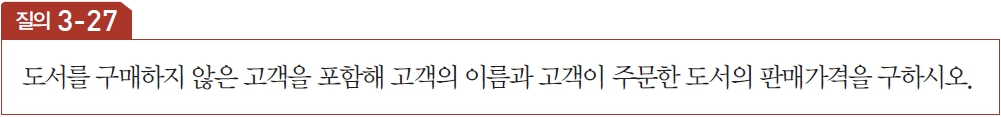 질의 3-27
도서를 구매하지 않은 고객을 포함해 고객의 이름과 고객이 주문한 도서의 판매가격을 구하시오.